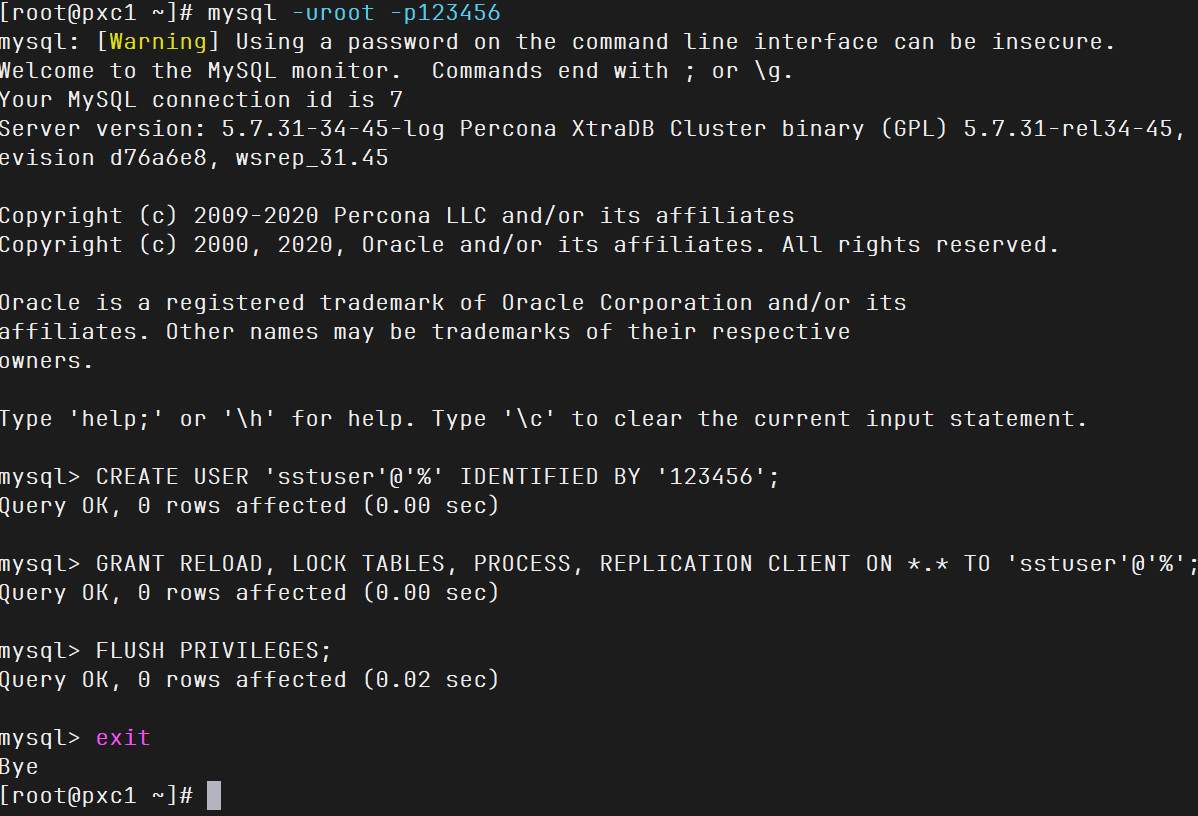 [root@pxc1 ~]# mysql -uroot -p123456
mysql: [Warning] Using a password on the command line interface can be insecure.
Welcome to the MySQL monitor.  Commands end with ; or \g.
Your MySQL connection id is 7
Server version: 5.7.31-34-45-log Percona XtraDB Cluster binary (GPL) 5.7.31-rel34-45,
evision d76a6e8, wsrep_31.45
Copyright (c) 2009-2020 Percona LLC and/or its affiliates
Copyright (c) 2000, 2020, Oracle and/or its affiliates. All rights reserved.
Oracle is a registered trademark of Oracle Corporation and/or its
affiliates. Other names may be trademarks of their respective
owners.
Type 'help;' or '\h' for help. Type '\c' to clear the current input statement.
mysql> CREATE USER 'sstuser'@'%' IDENTIFIED BY '123456';
Query OK, 0 rows affected (0.00 sec)
mysql> GRANT RELOAD, LOCK TABLES, PROCESS, REPLICATION CLIENT ON *.* TO 'sstuser'@'%';
Query OK, 0 rows affected (0.00 sec)
mysql> FLUSH PRIVILEGES;
Query OK, 0 rows affected (0.02 sec)
mysql> exit
Bye
[root@pxc1 ~]#